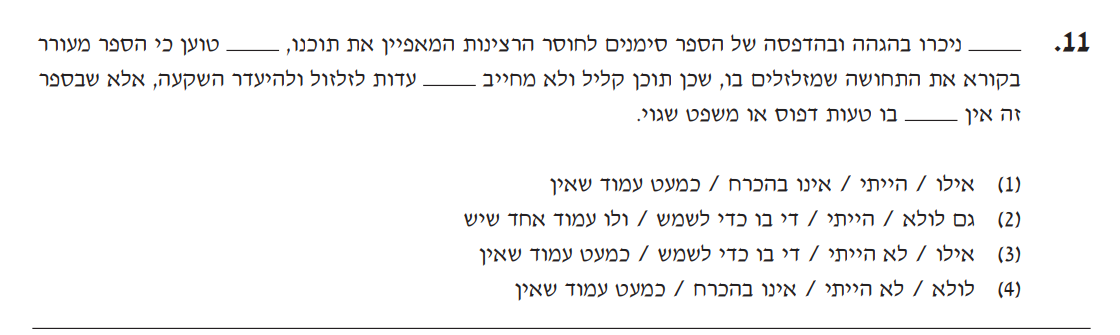 11. _____ ניכרו בהגהה ובהדפסה של הספר סימנים לחוסר הרצינות המאפיין את תוכנו, _____ טוען כי הספר מעורר
בקורא את התחושה שמזלזלים בו, שכן תוכן קליל ולא מחייב _____ עדות לזלזול ולהיעדר השקעה, אלא שבספר
זה אין _____ בו טעות דפוס או משפט שגוי.
(1) אילו / הייתי / אינו בהכרח / כמעט עמוד שאין
(2) גם לולא / הייתי / די בו כדי לשמש / ולו עמוד אחד שיש
(3) אילו / לא הייתי / די בו כדי לשמש / כמעט עמוד שאין
(4) לולא / לא הייתי / אינו בהכרח / כמעט עמוד שאין